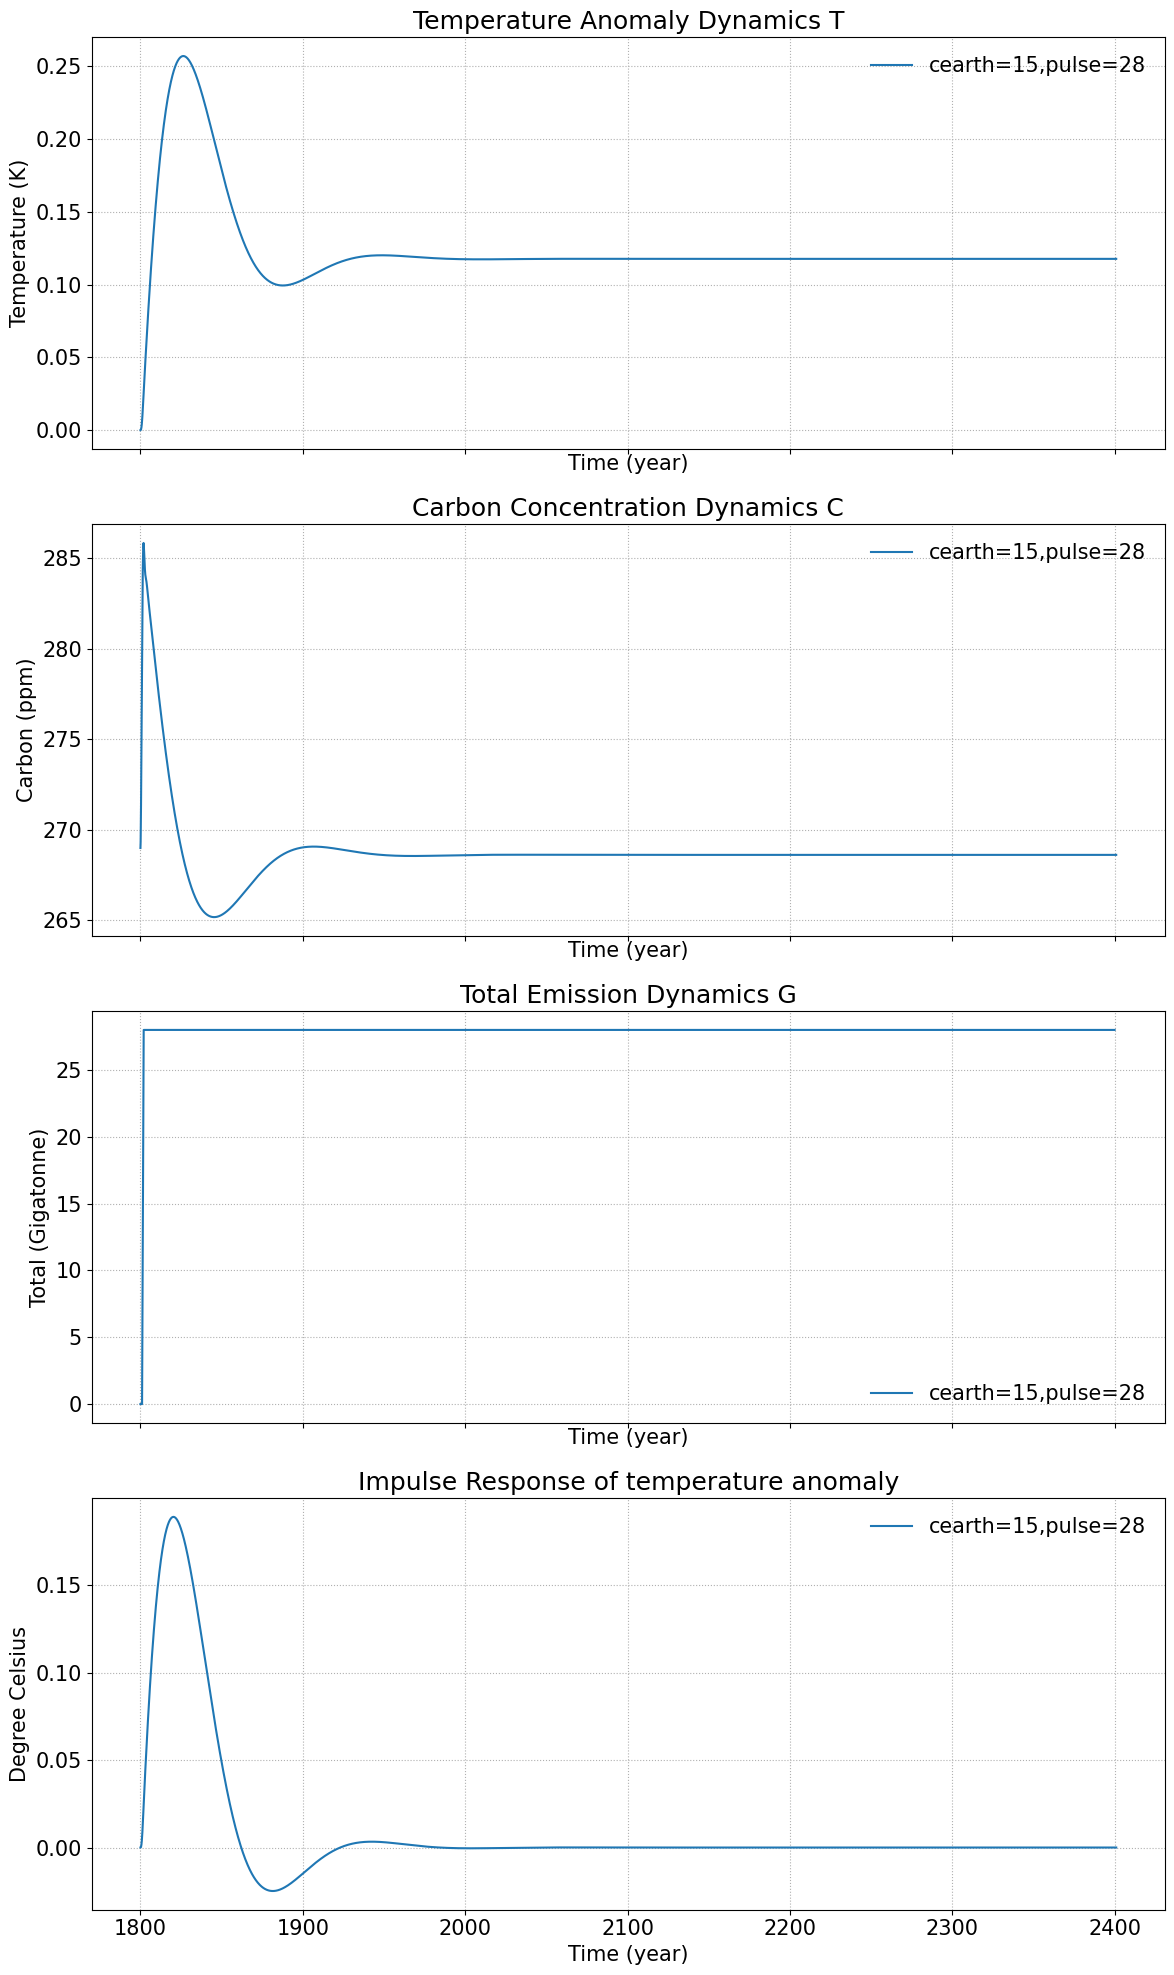 Temperature Anomaly Dynamics T
cearth=15,pulse=28
Temperature (K)
0.25
0.20
0.15
0.10
0.05
0.00
Time (year)
Carbon Concentration Dynamics C
cearth=15,pulse=28
Carbon (ppm)
285
280
275
270
265
Time (year)
Total Emission Dynamics G
Total (Gigatonne)
25
20
15
10
5
0
cearth=15,pulse=28
Time (year)
Impulse Response of temperature anomaly
cearth=15,pulse=28
Degree Celsius
0.15
0.10
0.05
0.00
1800 1900 2000 2100 2200 2300 2400
Time (year)